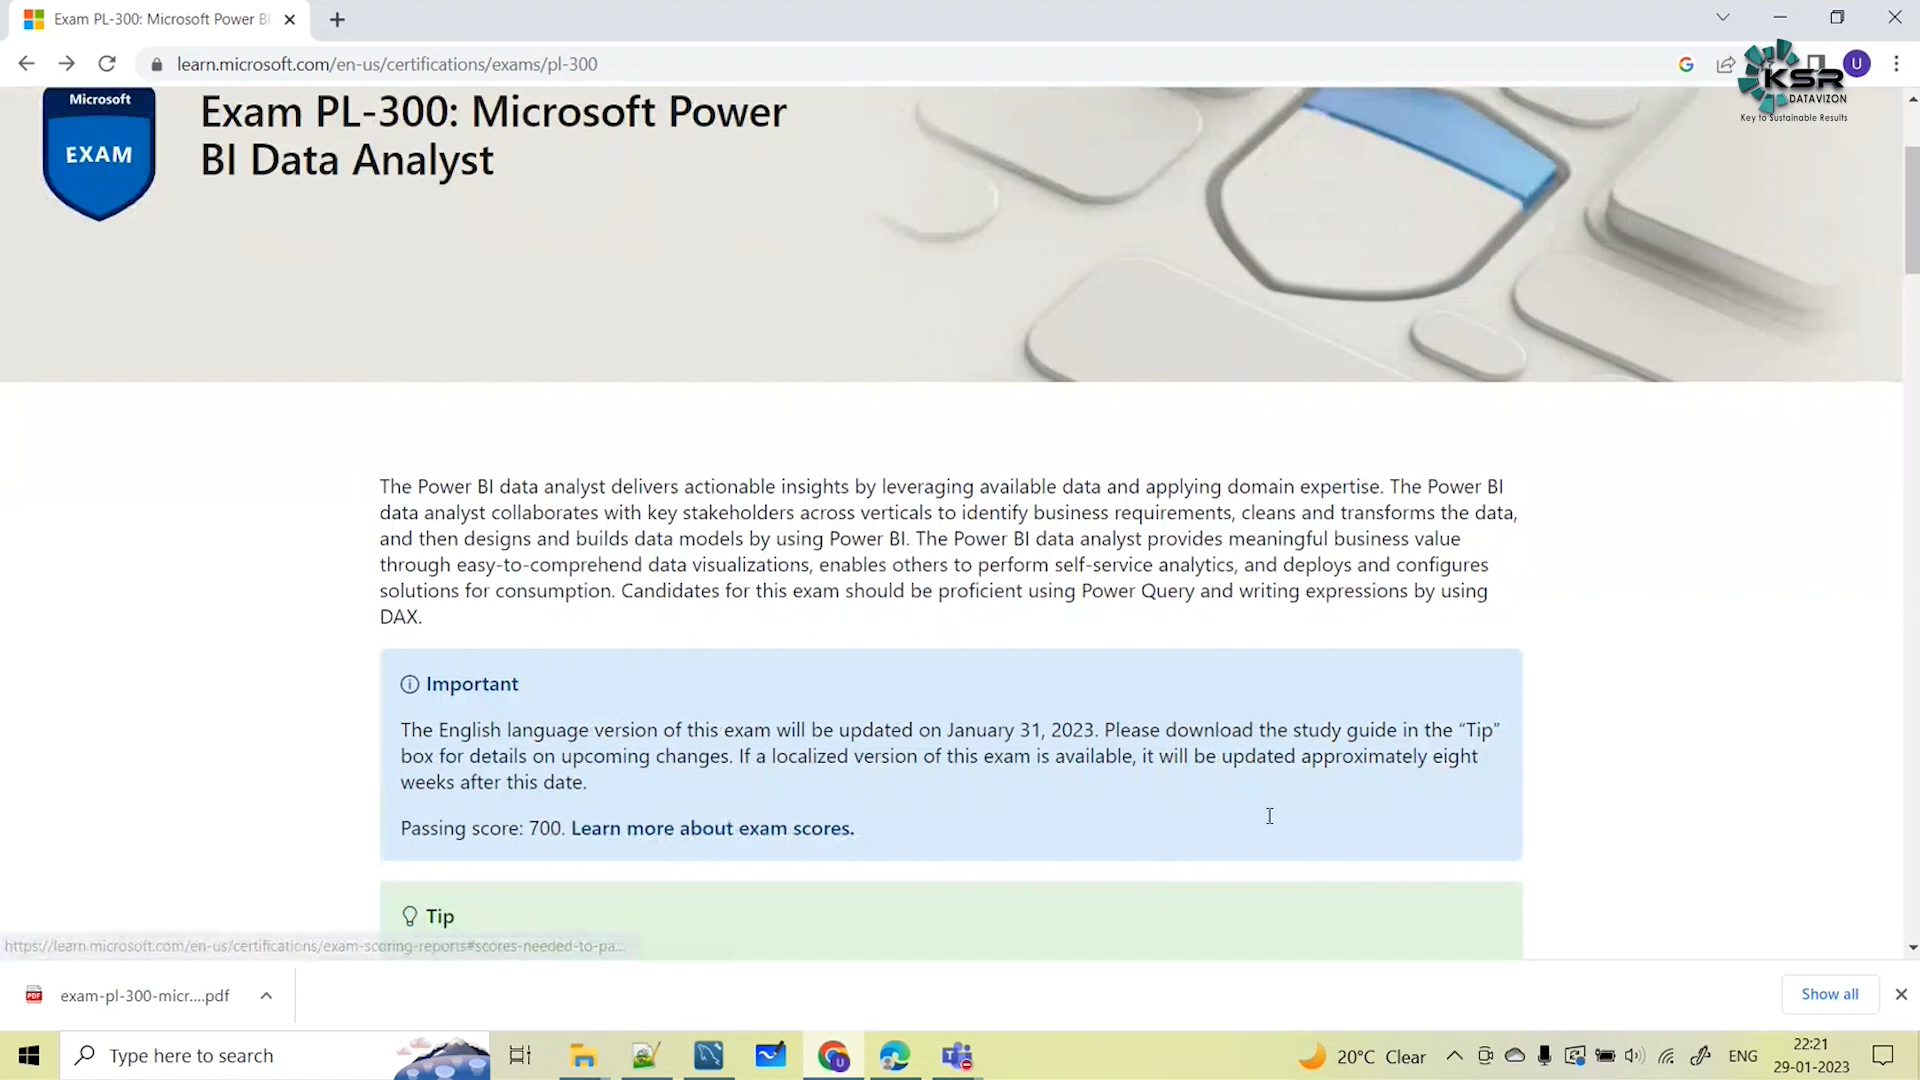 Exam PL-300: Microsoft Power BI
learn.microsoft.com/en-us/certifications/exams/pl-300
U
KSR
DATAVIZON
Key to Sustainable Results
Microsoft
EXAM
Exam PL-300: Microsoft Power
BI Data Analyst
The Power BI data analyst delivers actionable insights by leveraging available data and applying domain expertise. The Power BI
data analyst collaborates with key stakeholders across verticals to identify business requirements, cleans and transforms the data,
and then designs and builds data models by using Power BI. The Power BI data analyst provides meaningful business value
through easy-to-comprehend data visualizations, enables others to perform self-service analytics, and deploys and configures
solutions for consumption. Candidates for this exam should be proficient using Power Query and writing expressions by using
DAX.
Important
The English language version of this exam will be updated on January 31, 2023. Please download the study guide in the “Tip”
box for details on upcoming changes. If a localized version of this exam is available, it will be updated approximately eight
weeks after this date.
Passing score: 700. Learn more about exam scores.
Tip
https://learn.microsoft.com/en-us/certifications/exam-scoring-reports#scores-needed-to-pa...
exam-pl-300-micr....pdf
Show all
Type here to search
20°C Clear
ENG
22:21
29-01-2023